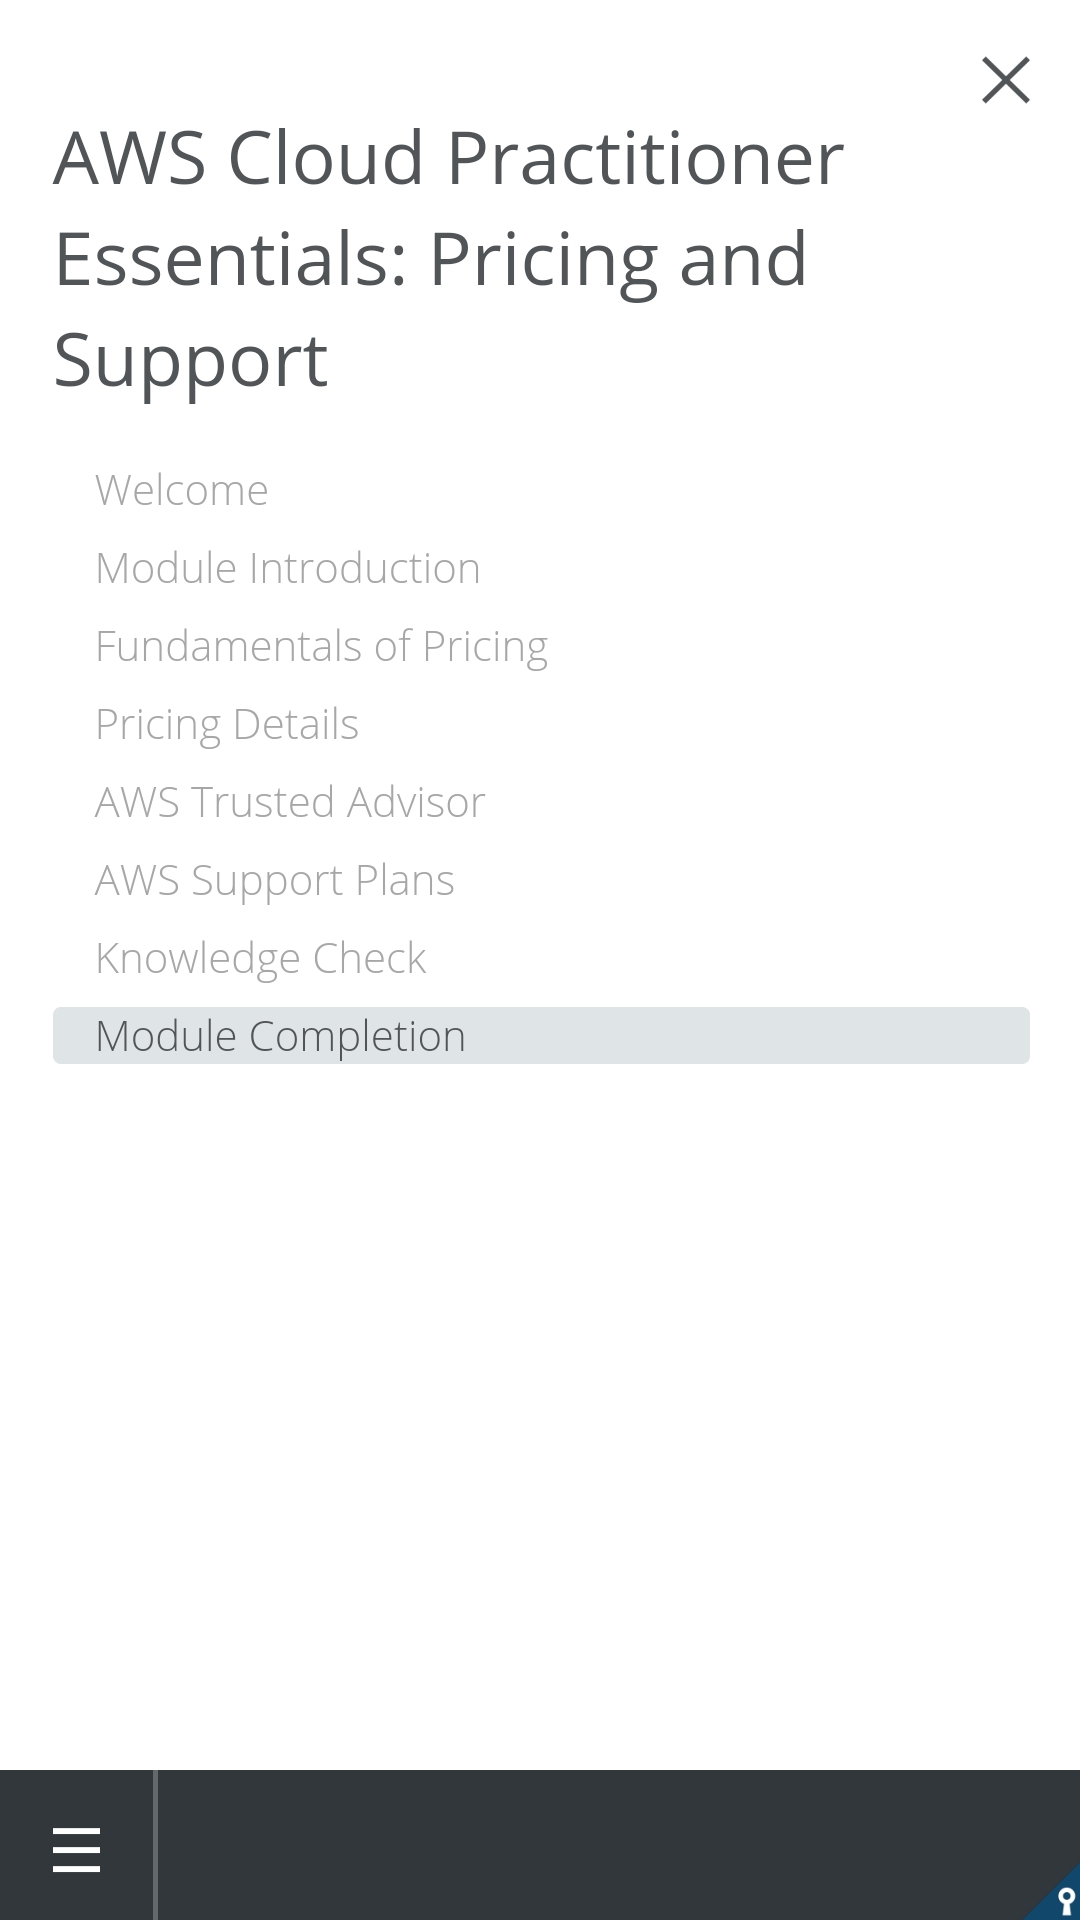 AWS Cloud Practitioner
Essentials: Pricing and
Support
Welcome
Module Introduction
Fundamentals of Pricing
Pricing Details
AWS Trusted Advisor
AWS Support Plans
Knowledge Check
Module Completion